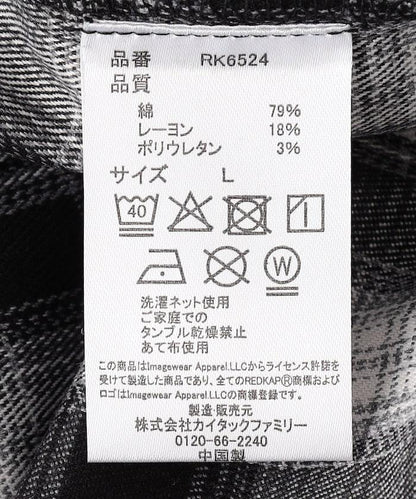 品番 RK6524
品質
綿 79%
レーヨン 18%
ポリウレタン 3%
サイズ L
40
W
洗濯ネット使用
ご家庭での
タンブル乾燥禁止
あて布使用
この商品はImagewear Apparel.LLCからライセンス許諾を
受けて製造した商品であり、全てのREDKAPⓇ商標および
ロゴはImagewear Apparel.LLCの商標登録です。
製造・販売元
株式会社カイタックファミリー
0120-66-2240
中国製